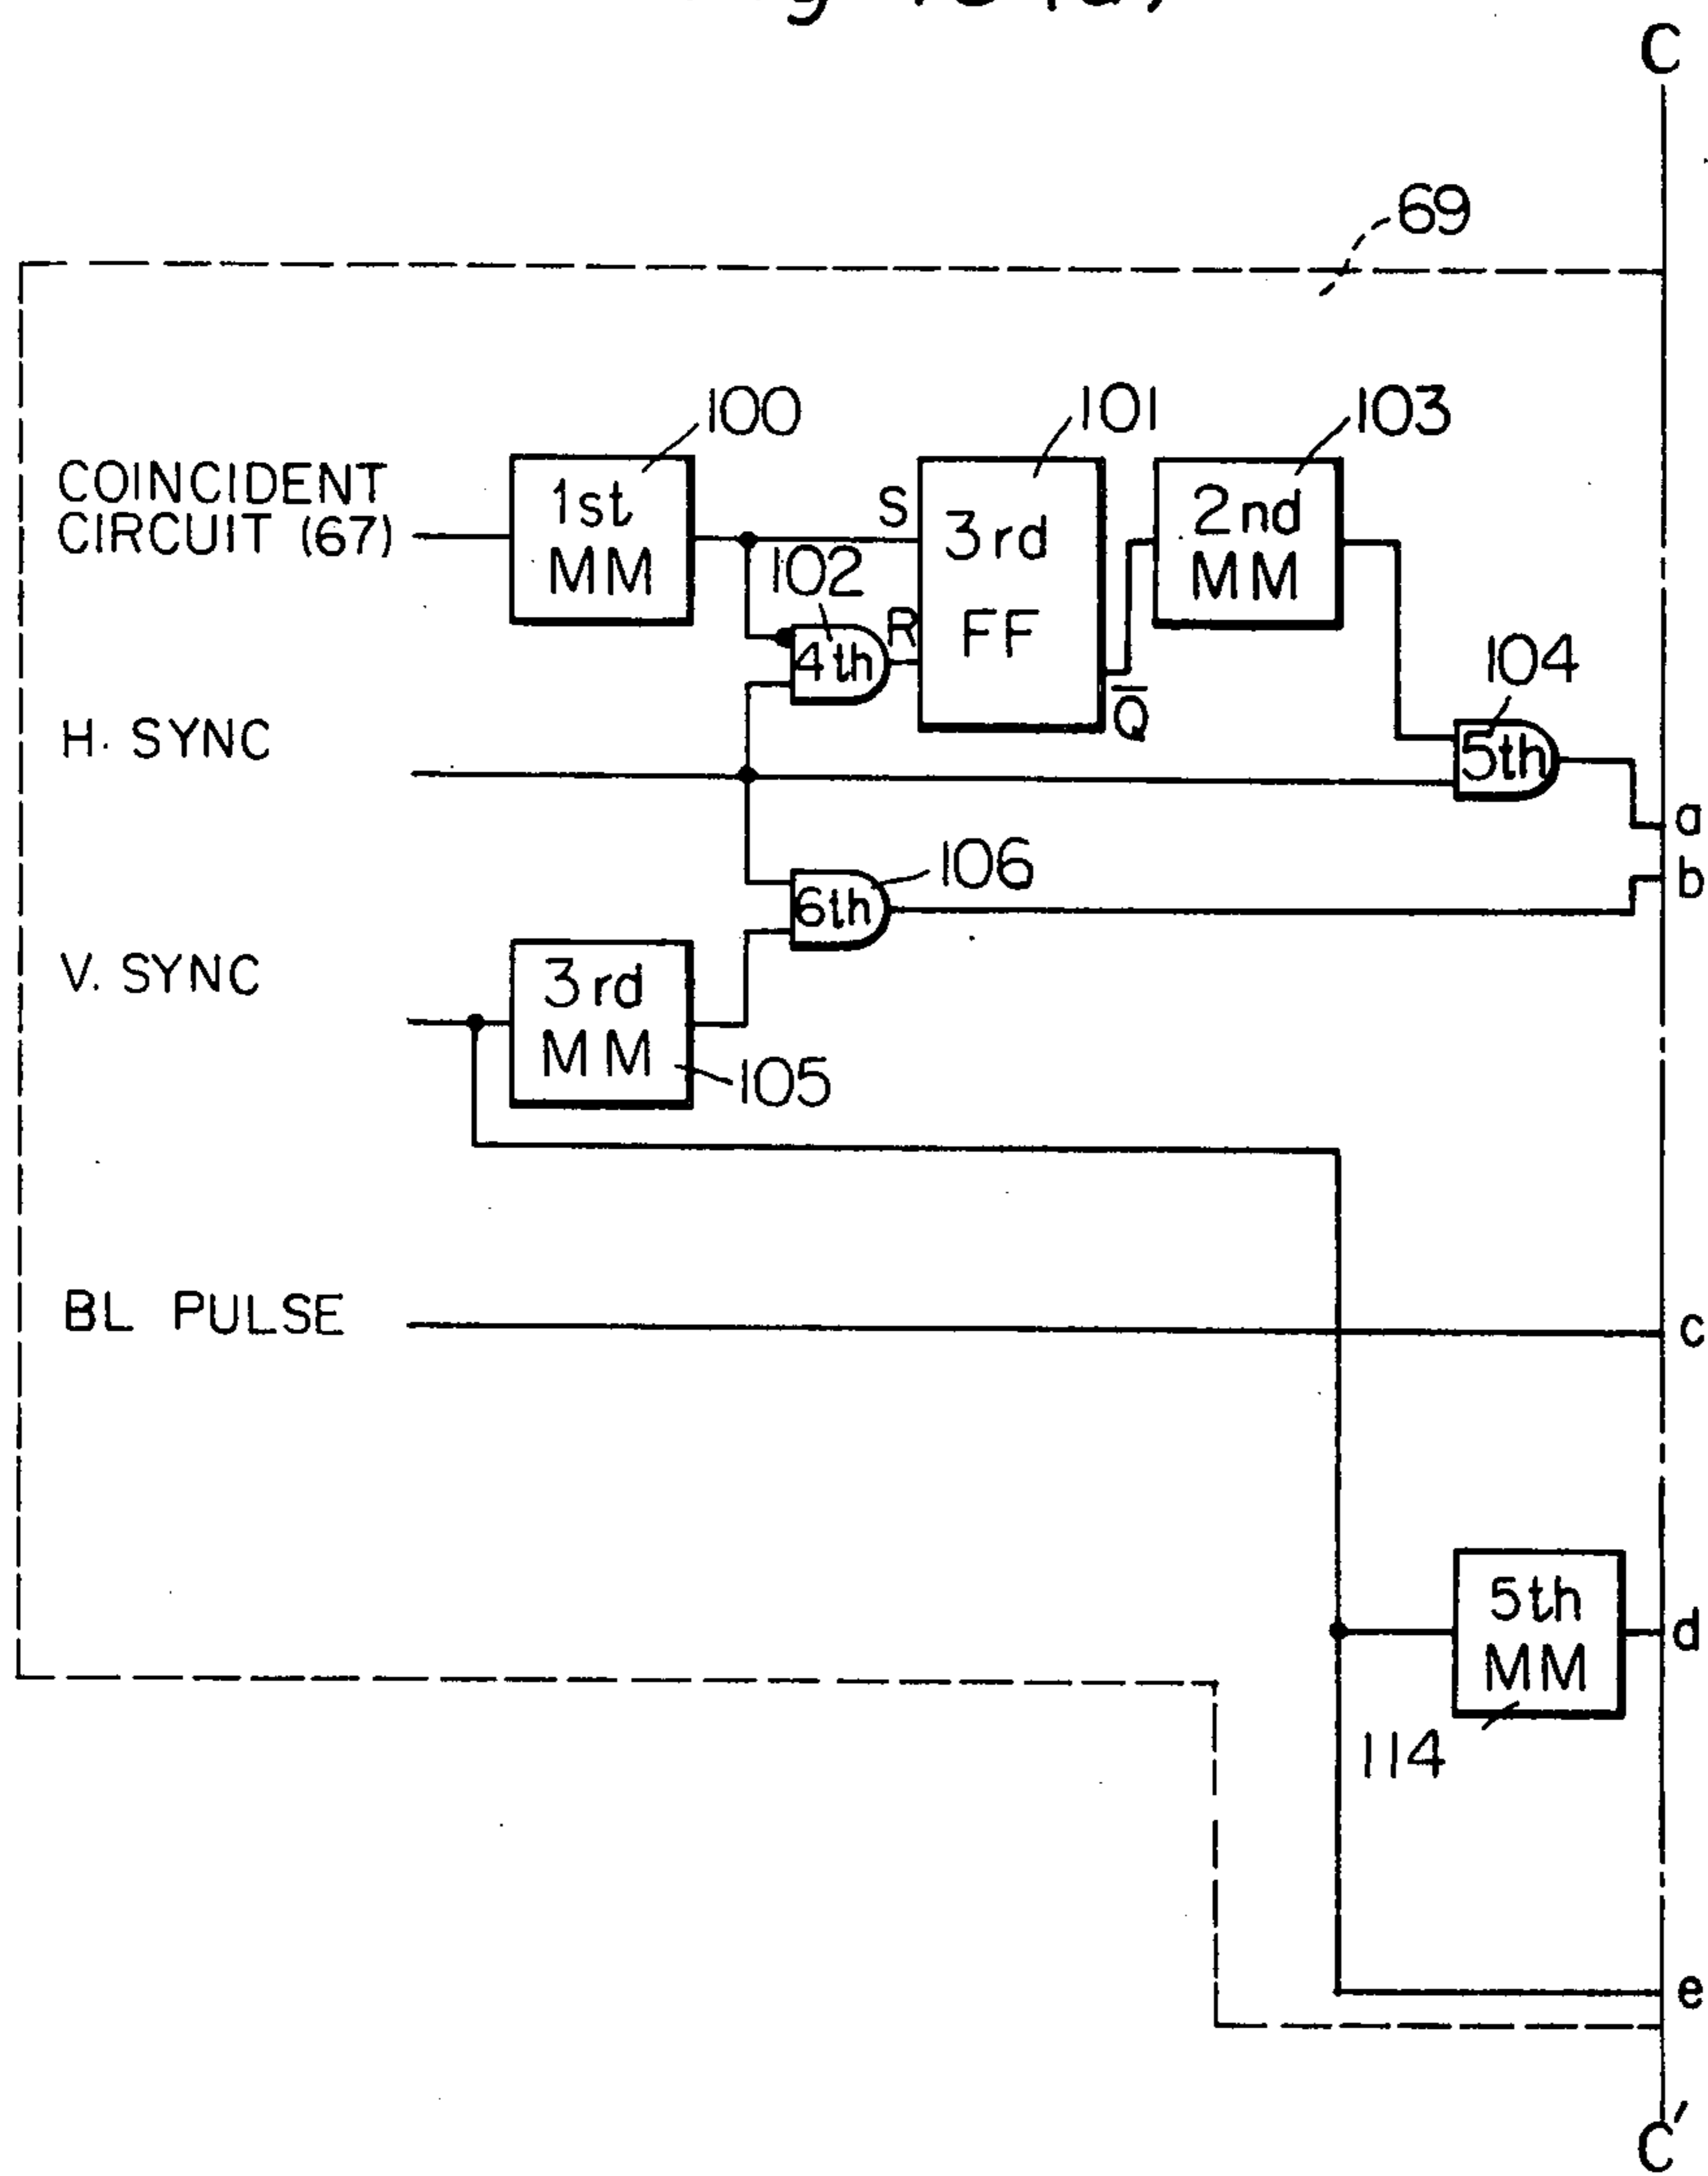 C
69
100
101
103
COINCIDENT
CIRCUIT (67)
1st
MM
S
3rd
FF
2nd
MM
102
R
4th
Q̅
104
H. SYNC
5th
a
106
b
6th
V. SYNC
3rd
MM
105
BL PULSE
c
5th
MM
d
114
e
C'